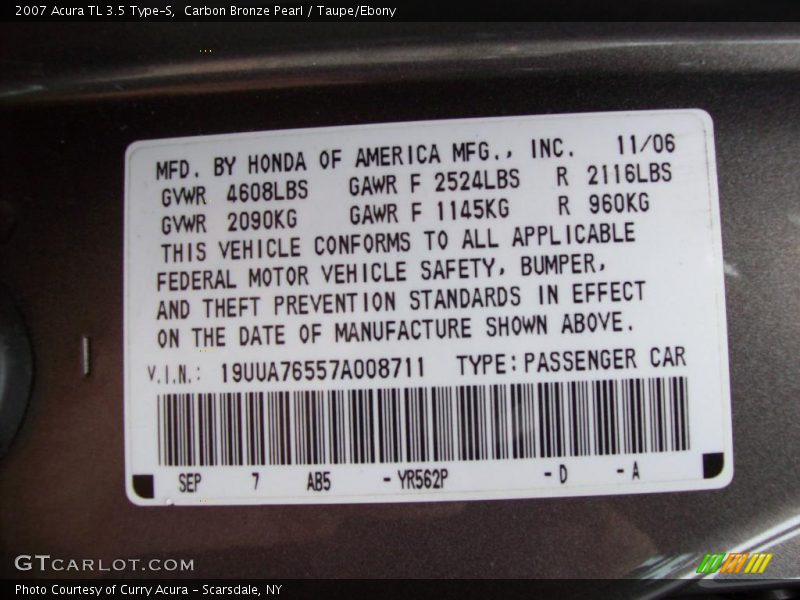 2007 Acura TL 3.5 Type-S,  Carbon Bronze Pearl / Taupe/Ebony
MFD. BY HONDA OF AMERICA MFG., INC. 11/06
GVWR 4608LBS GAWR F 2524LBS R 2116LBS
GVWR 2090KG GAWR F 1145KG R 960KG
THIS VEHICLE CONFORMS TO ALL APPLICABLE
FEDERAL MOTOR VEHICLE SAFETY, BUMPER,
AND THEFT PREVENTION STANDARDS IN EFFECT
ON THE DATE OF MANUFACTURE SHOWN ABOVE.
V.I.N.: 19UUA76557A008711 TYPE: PASSENGER CAR
SEP 7 AB5 - YR562P - D - A
GTCARLOT.COM
Photo Courtesy of Curry Acura - Scarsdale, NY